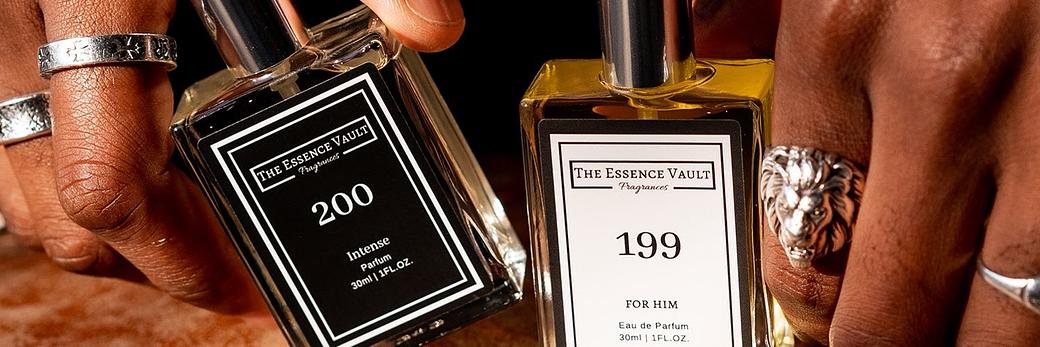 THE ESSENCE VAULT
Fragrances
200
Intense
Parfum
30ml | 1FL.OZ.
THE ESSENCE VAULT
Fragrances
199
FOR HIM
Eau de Parfum
30ml | 1FL.OZ.